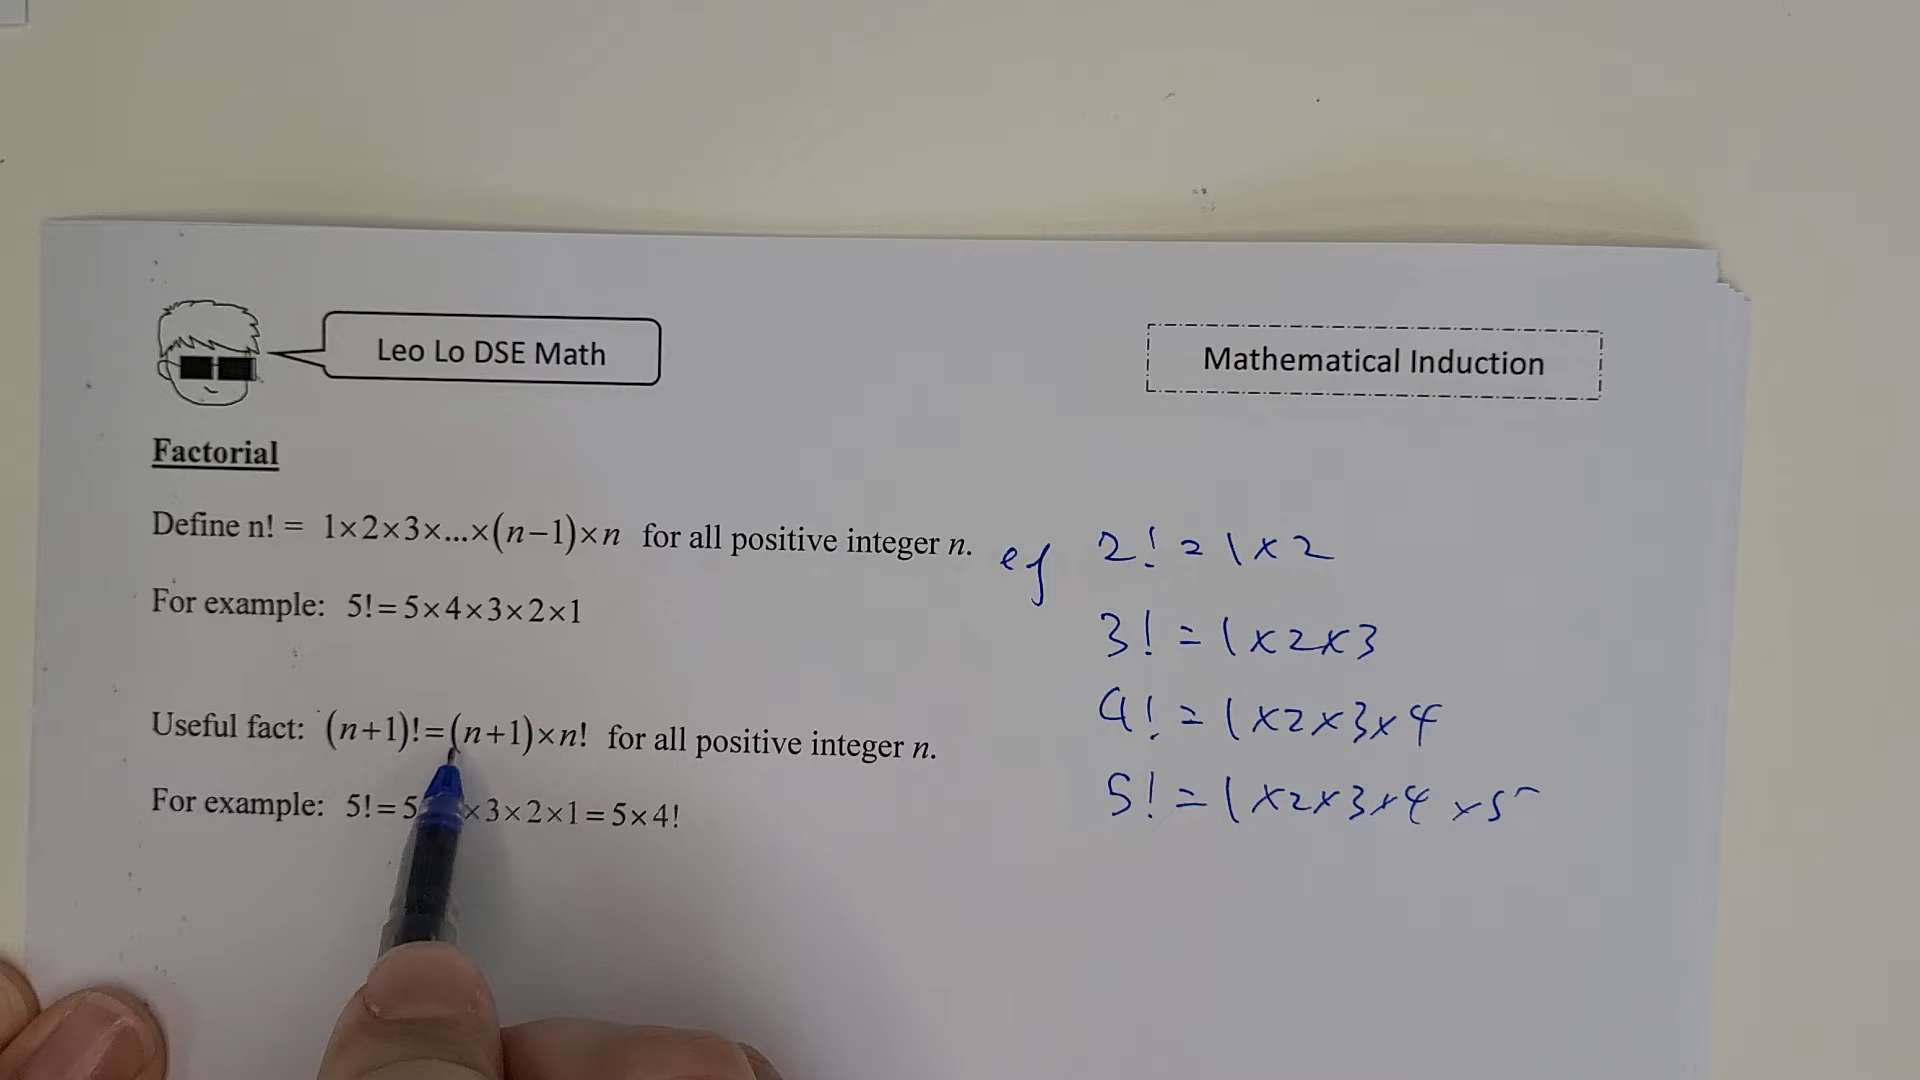 Leo Lo DSE Math
Mathematical Induction
Factorial
Define n! = 1×2×3×...×(n−1)×n for all positive integer n.
For example: 5!=5×4×3×2×1
Useful fact: (n+1)!=(n+1)×n! for all positive integer n.
For example: 5!=5 ×3×2×1=5×4!
eg 2! = 1×2
3! = 1×2×3
4! = 1×2×3×4
5! = 1×2×3×4×5